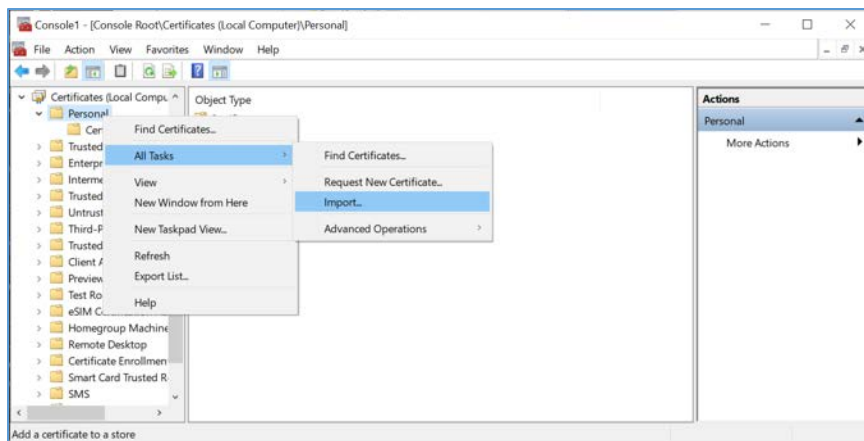 Console1 - [Console Root\Certificates (Local Computer)\Personal]
File Action View Favorites Window Help
Certificates (Local Compu
Object Type
Actions
Personal
Personal
More Actions
Cer
Find Certificates...
Trusted
All Tasks
Find Certificates...
Enterpr
Interme
View
Request New Certificate...
Trusted
New Window from Here
Import...
Untrust
Third-P
New Taskpad View...
Advanced Operations
Trusted
Client A
Refresh
Preview
Export List...
Test Ro
eSIM C
Help
Homegroup Machine
Remote Desktop
Certificate Enrollmen
Smart Card Trusted R
SMS
Add a certificate to a store